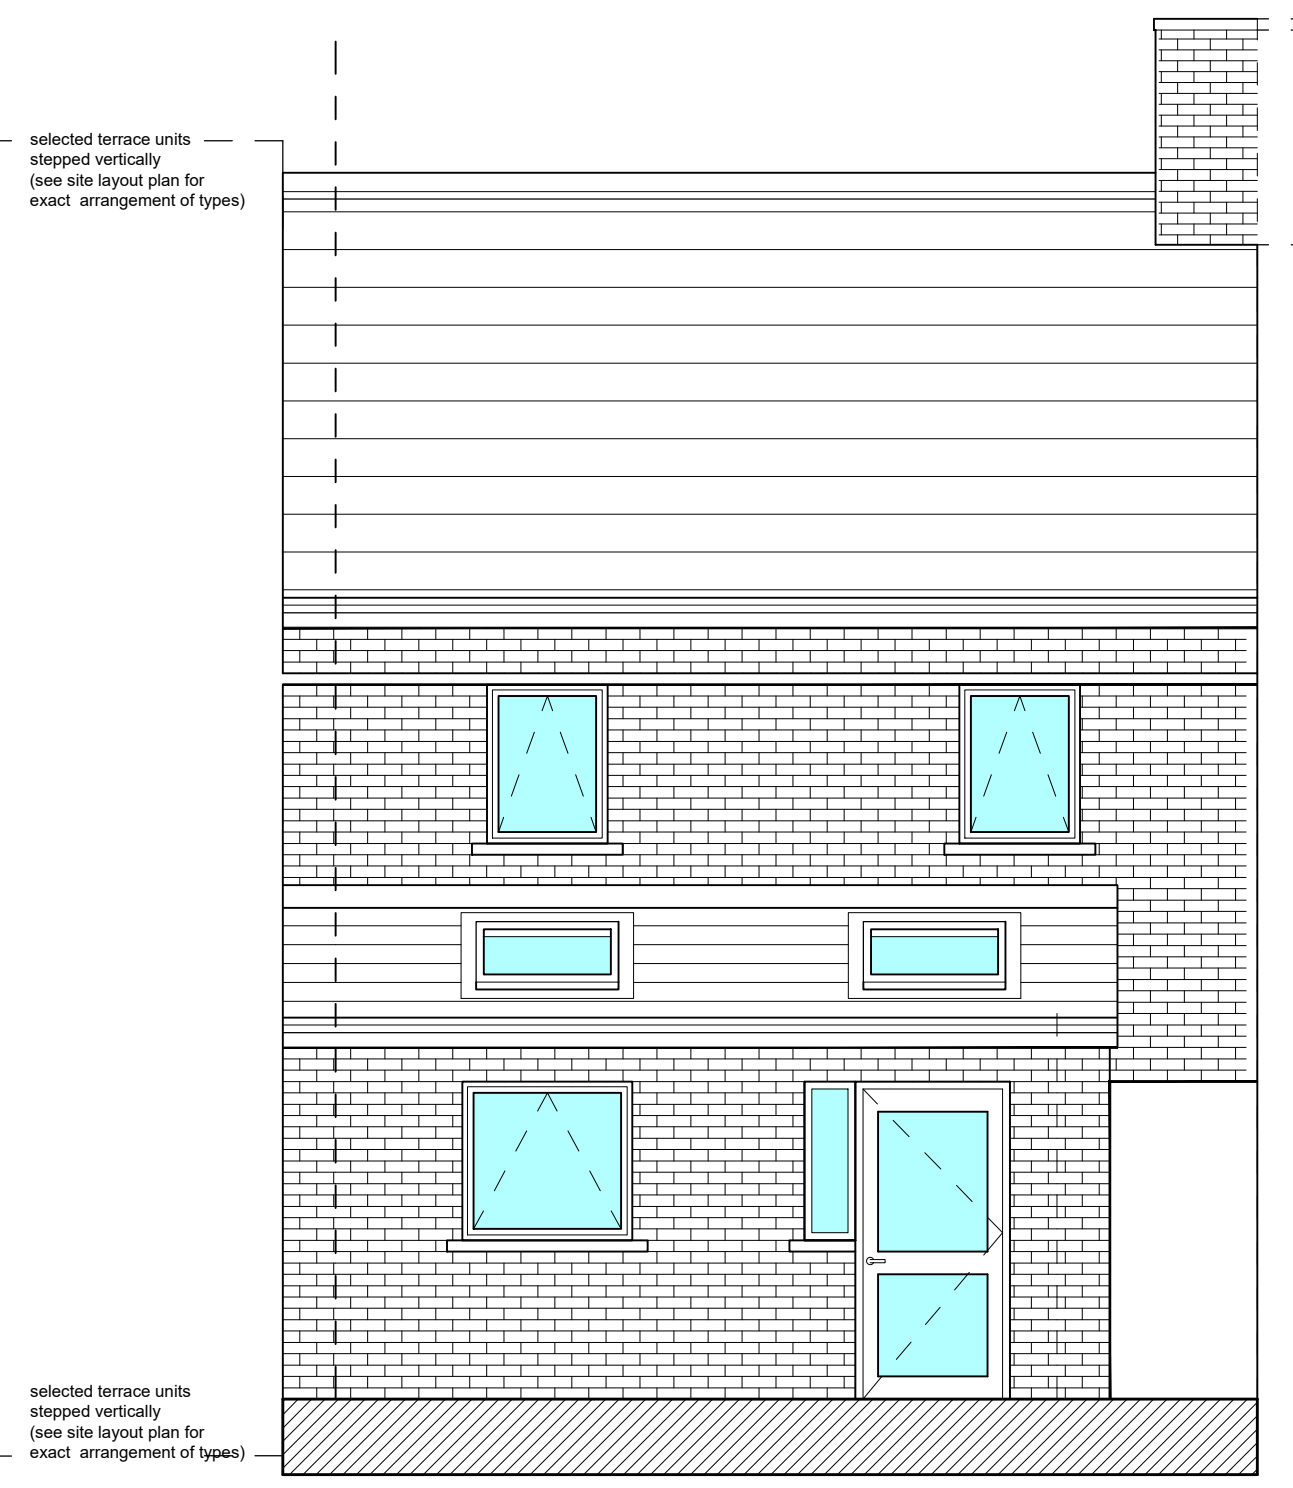 selected terrace units
stepped vertically
(see site layout plan for
exact arrangement of types)
selected terrace units
stepped vertically
(see site layout plan for
exact arrangement of types)